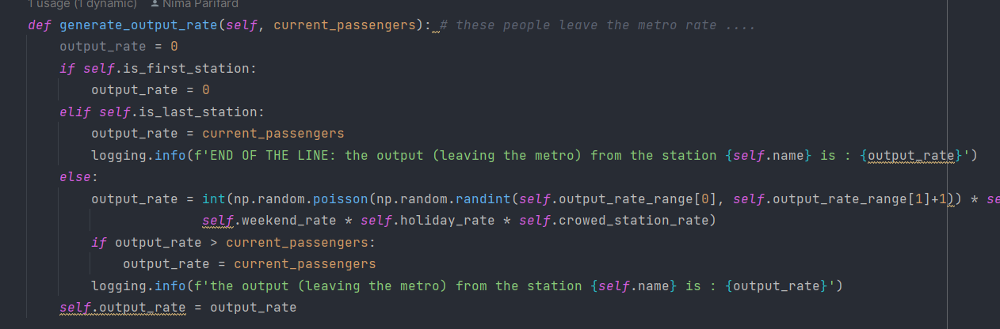 1 usage (1 dynamic) Nima Parifard
def generate_output_rate(self, current_passengers): # these people leave the metro rate ....
output_rate = 0
if self.is_first_station:
output_rate = 0
elif self.is_last_station:
output_rate = current_passengers
logging.info(f'END OF THE LINE: the output (leaving the metro) from the station {self.name} is : {output_rate}')
else:
output_rate = int(np.random.poisson(np.random.randint(self.output_rate_range[0], self.output_rate_range[1]+1)) * se
self.weekend_rate * self.holiday_rate * self.crowed_station_rate)
if output_rate > current_passengers:
output_rate = current_passengers
logging.info(f'the output (leaving the metro) from the station {self.name} is : {output_rate}')
self.output_rate = output_rate